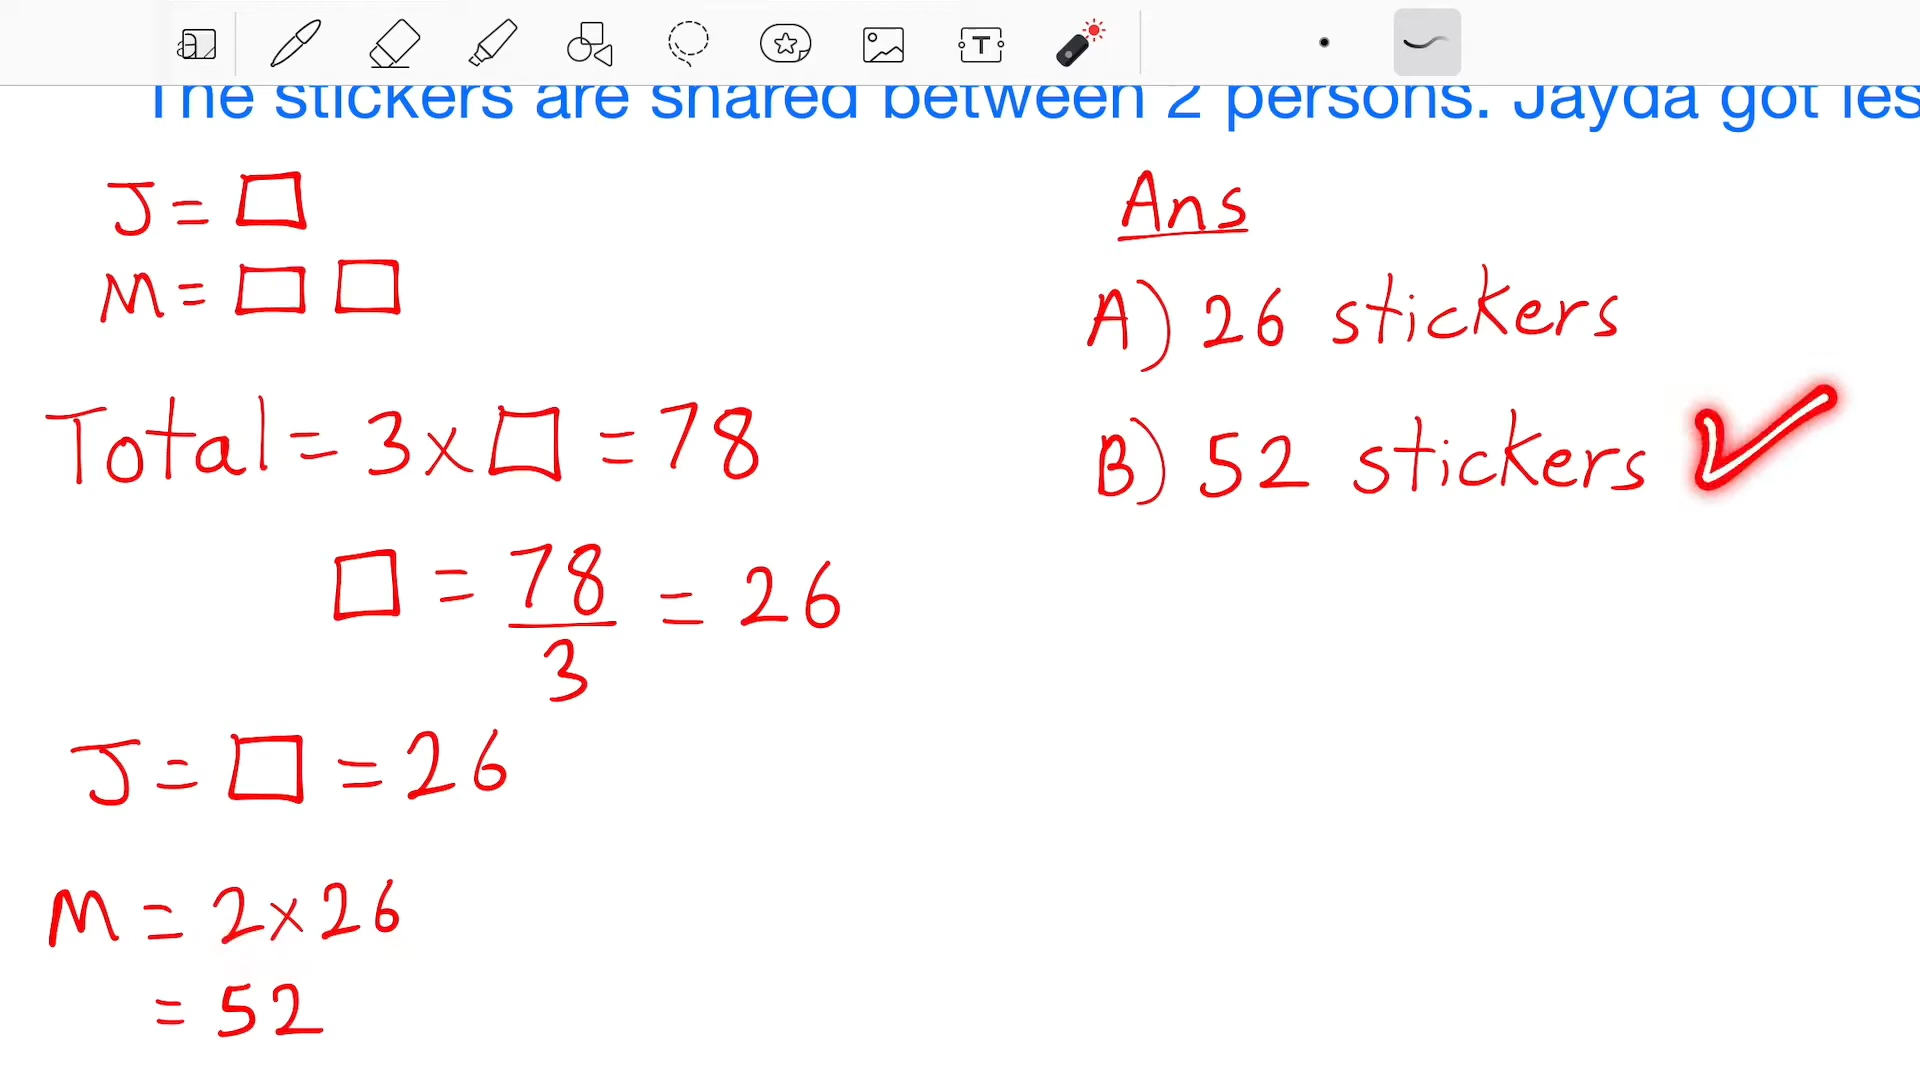 The stickers are shared between 2 persons. Jayda got les
J = □
M = □ □
Total = 3 x □ = 78
□ = 78/3 = 26
J = □ = 26
M = 2 x 26
= 52
Ans
A) 26 stickers
B) 52 stickers ✓